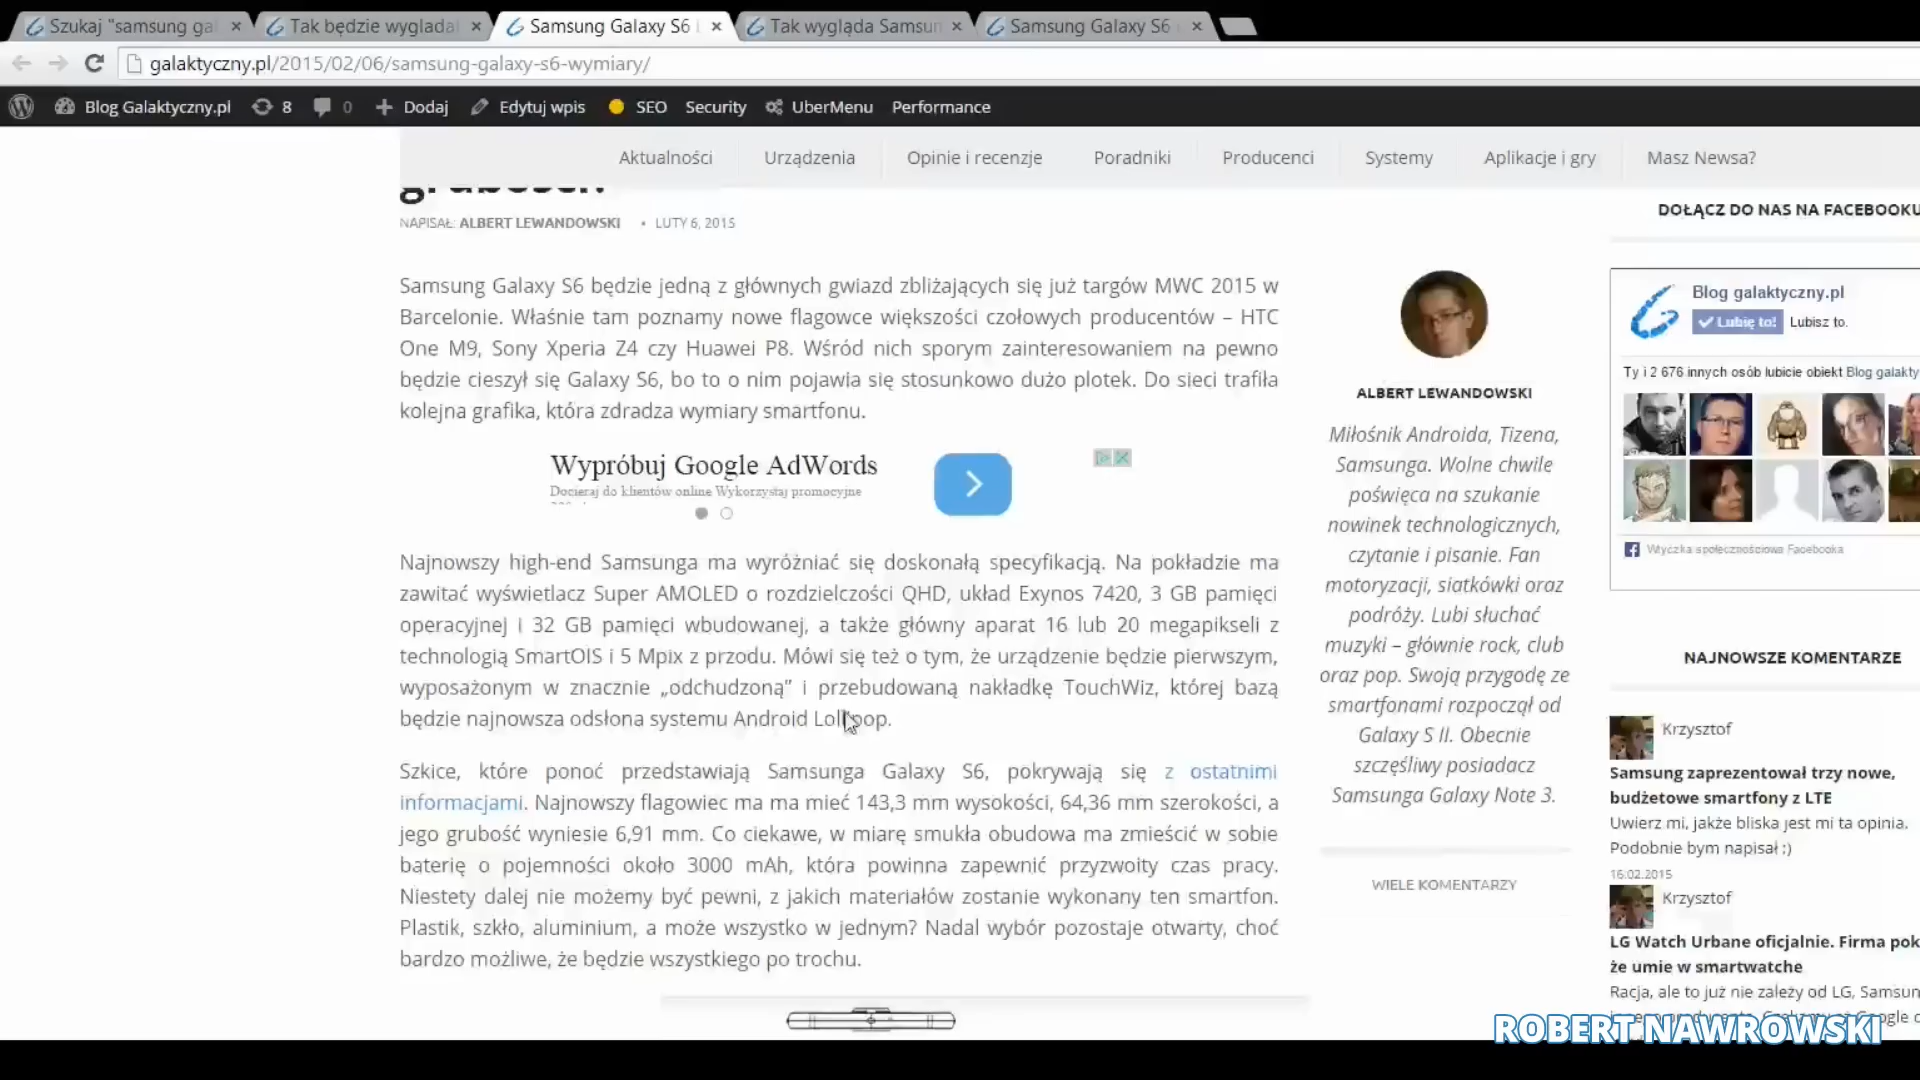 Szukaj "samsung ga
Tak będzie wyglądał
Samsung Galaxy S6
Tak wygląda Samsun
Samsung Galaxy S6
galaktyczny.pl/2015/02/06/samsung-galaxy-s6-wymiary/
Blog Galaktyczny.pl 8 0 Dodaj Edytuj wpis SEO Security UberMenu Performance
Aktualności Urządzenia Opinie i recenzje Poradniki Producenci Systemy Aplikacje i gry Masz Newsa?
NAPISAŁ: ALBERT LEWANDOWSKI • LUTY 6, 2015
Samsung Galaxy S6 będzie jedną z głównych gwiazd zbliżających się już targów MWC 2015 w
Barcelonie. Właśnie tam poznamy nowe flagowce większości czołowych producentów – HTC
One M9, Sony Xperia Z4 czy Huawei P8. Wśród nich sporym zainteresowaniem na pewno
będzie cieszył się Galaxy S6, bo to o nim pojawia się stosunkowo dużo plotek. Do sieci trafiła
kolejna grafika, która zdradza wymiary smartfonu.
Wypróbuj Google AdWords
Docieraj do klientów online Wykorzystaj promocyjne
Najnowszy high-end Samsunga ma wyróżniać się doskonałą specyfikacją. Na pokładzie ma
zawitać wyświetlacz Super AMOLED o rozdzielczości QHD, układ Exynos 7420, 3 GB pamięci
operacyjnej i 32 GB pamięci wbudowanej, a także główny aparat 16 lub 20 megapikseli z
technologią SmartOIS i 5 Mpix z przodu. Mówi się też o tym, że urządzenie będzie pierwszym,
wyposażonym w znacznie „odchudzoną” i przebudowaną nakładkę TouchWiz, której bazą
będzie najnowsza odsłona systemu Android Lollipop.
Szkice, które ponoć przedstawiają Samsunga Galaxy S6, pokrywają się z ostatnimi
informacjami. Najnowszy flagowiec ma ma mieć 143,3 mm wysokości, 64,36 mm szerokości, a
jego grubość wyniesie 6,91 mm. Co ciekawe, w miarę smukła obudowa ma zmieścić w sobie
baterię o pojemności około 3000 mAh, która powinna zapewnić przyzwoity czas pracy.
Niestety dalej nie możemy być pewni, z jakich materiałów zostanie wykonany ten smartfon.
Plastik, szkło, aluminium, a może wszystko w jednym? Nadal wybór pozostaje otwarty, choć
bardzo możliwe, że będzie wszystkiego po trochu.
ALBERT LEWANDOWSKI
Miłośnik Androida, Tizena,
Samsunga. Wolne chwile
poświęca na szukanie
nowinek technologicznych,
czytanie i pisanie. Fan
motoryzacji, siatkówki oraz
podróży. Lubi słuchać
muzyki – głównie rock, club
oraz pop. Swoją przygodę ze
smartfonami rozpoczął od
Galaxy S II. Obecnie
szczęśliwy posiadacz
Samsunga Galaxy Note 3.
WIELE KOMENTARZY
DOŁĄCZ DO NAS NA FACEBOOKU
Blog galaktyczny.pl
Lubię to! Lubisz to.
Ty i 2 676 innych osób lubicie obiekt Blog galakty
Wtyczka społecznościowa Facebooka
NAJNOWSZE KOMENTARZE
Krzysztof
Samsung zaprezentował trzy nowe,
budżetowe smartfony z LTE
Uwierz mi, jakże bliska jest mi ta opinia.
Podobnie bym napisał :)
16.02.2015
Krzysztof
LG Watch Urbane oficjalnie. Firma pok
że umie w smartwatche
Racja, ale to już nie zależy od LG, Samsun
ROBERT NAWROWSKI